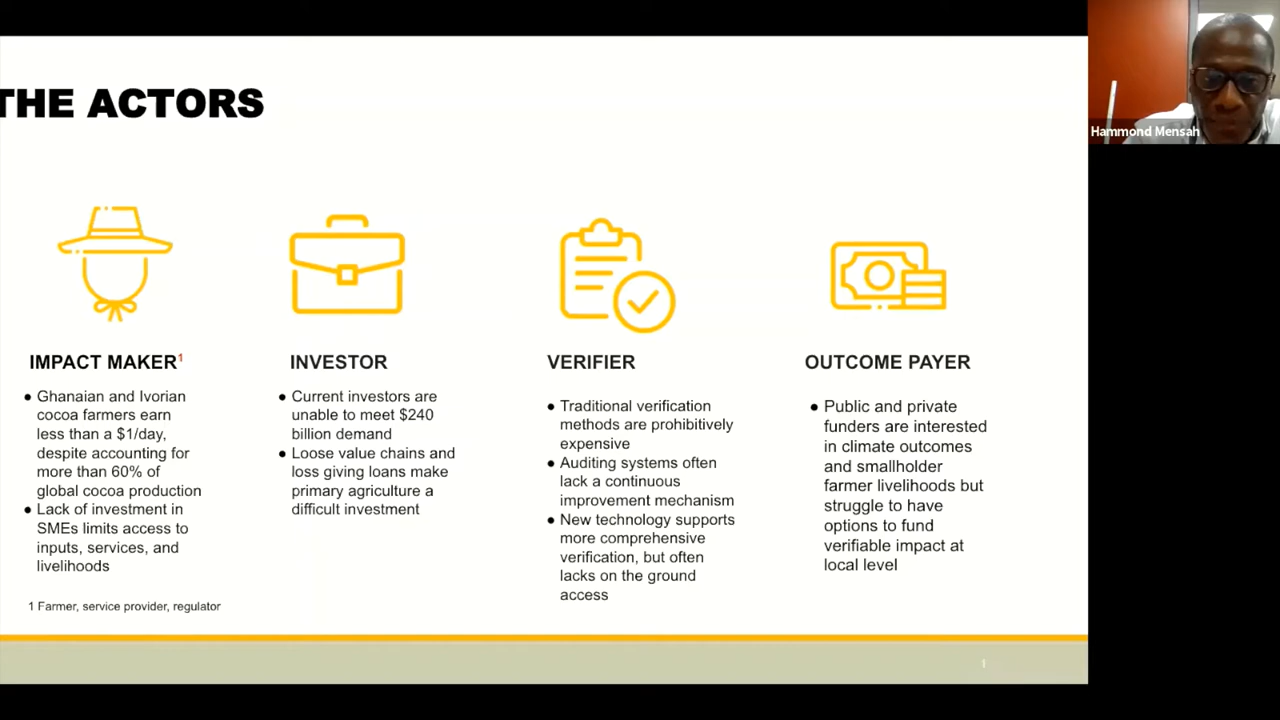 THE ACTORS
Hammond Mensah
IMPACT MAKER1
● Ghanaian and Ivorian
cocoa farmers earn
less than a $1/day,
despite accounting for
more than 60% of
global cocoa production
● Lack of investment in
SMEs limits access to
inputs, services, and
livelihoods
1 Farmer, service provider, regulator
INVESTOR
● Current investors are
unable to meet $240
billion demand
● Loose value chains and
loss giving loans make
primary agriculture a
difficult investment
VERIFIER
● Traditional verification
methods are prohibitively
expensive
● Auditing systems often
lack a continuous
improvement mechanism
● New technology supports
more comprehensive
verification, but often
lacks on the ground
access
OUTCOME PAYER
● Public and private
funders are interested
in climate outcomes
and smallholder
farmer livelihoods but
struggle to have
options to fund
verifiable impact at
local level